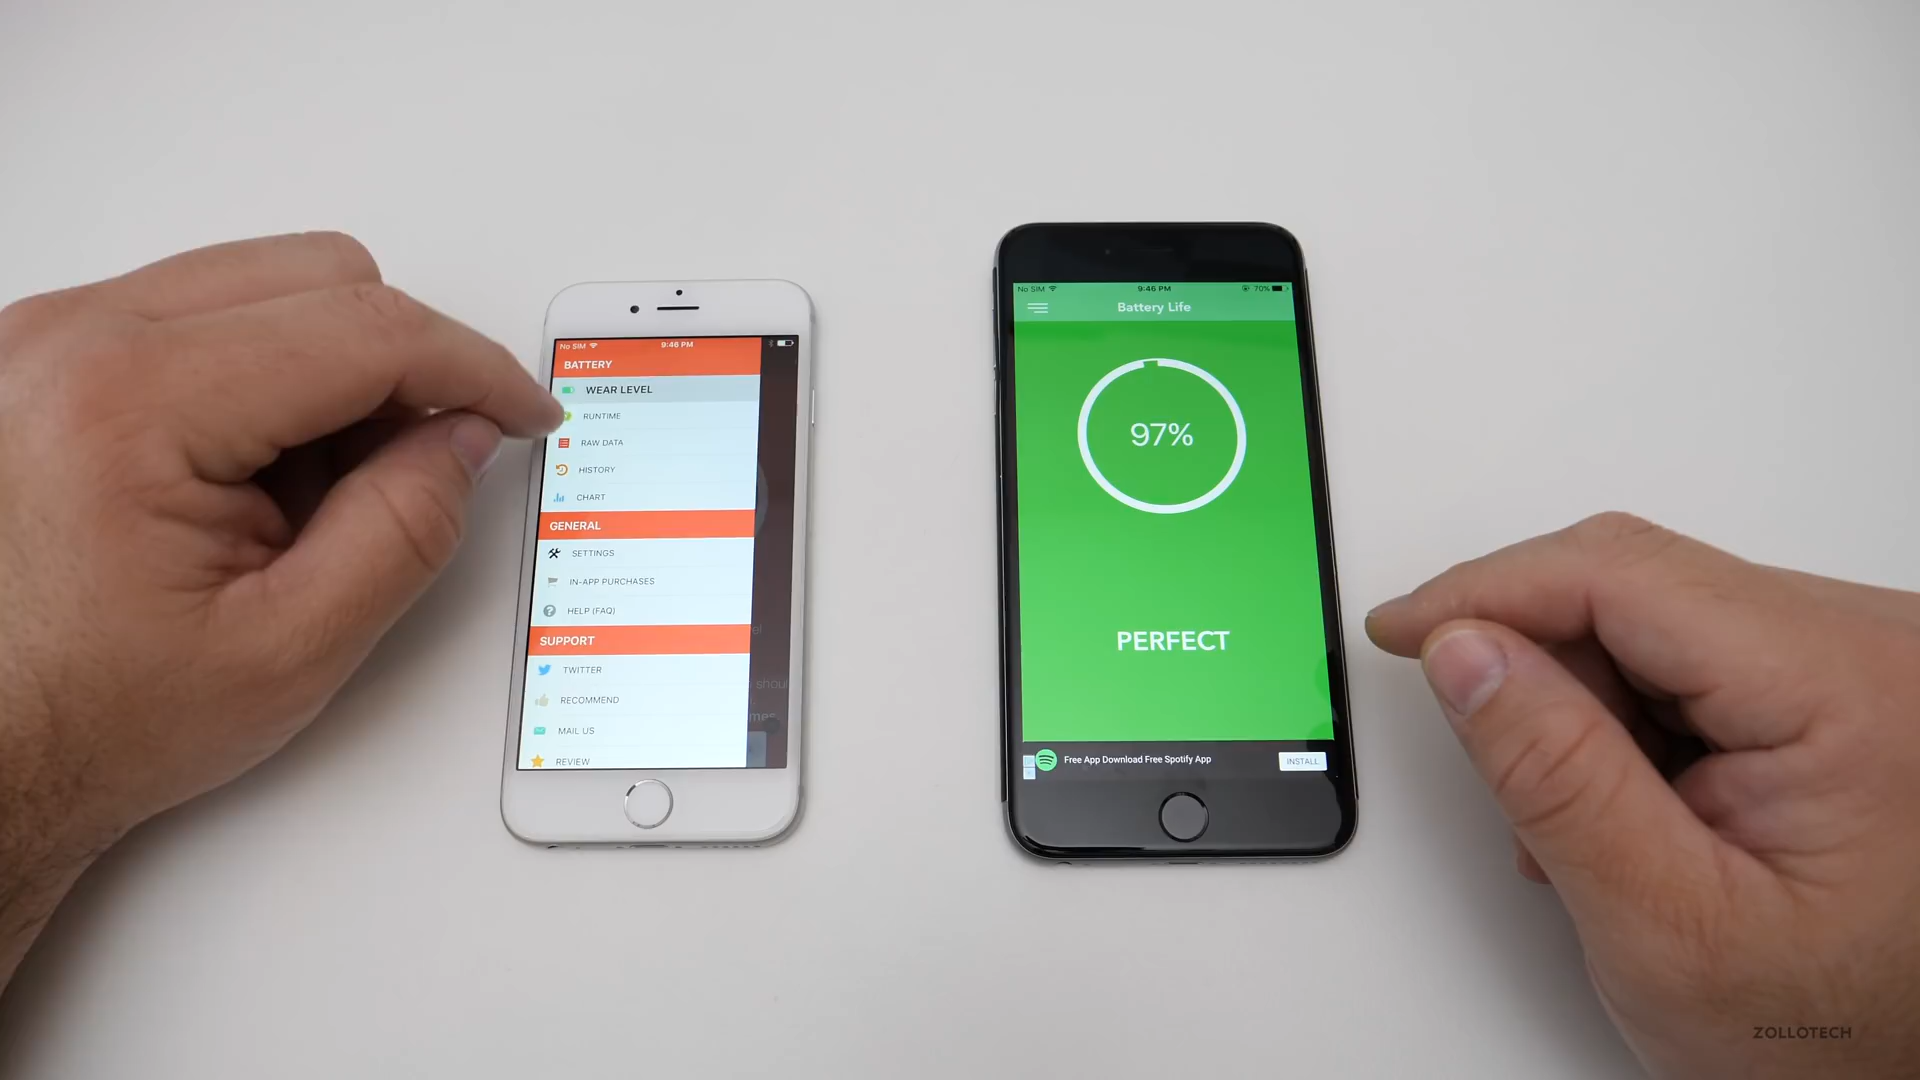 No SIM
9:46 PM
BATTERY
WEAR LEVEL
RUNTIME
RAW DATA
HISTORY
CHART
GENERAL
SETTINGS
IN-APP PURCHASES
HELP (FAQ)
SUPPORT
TWITTER
RECOMMEND
MAIL US
REVIEW
No SIM
9:46 PM
70%
Battery Life
97%
PERFECT
Free App Download Free Spotify App
INSTALL
ZOLLOTECH